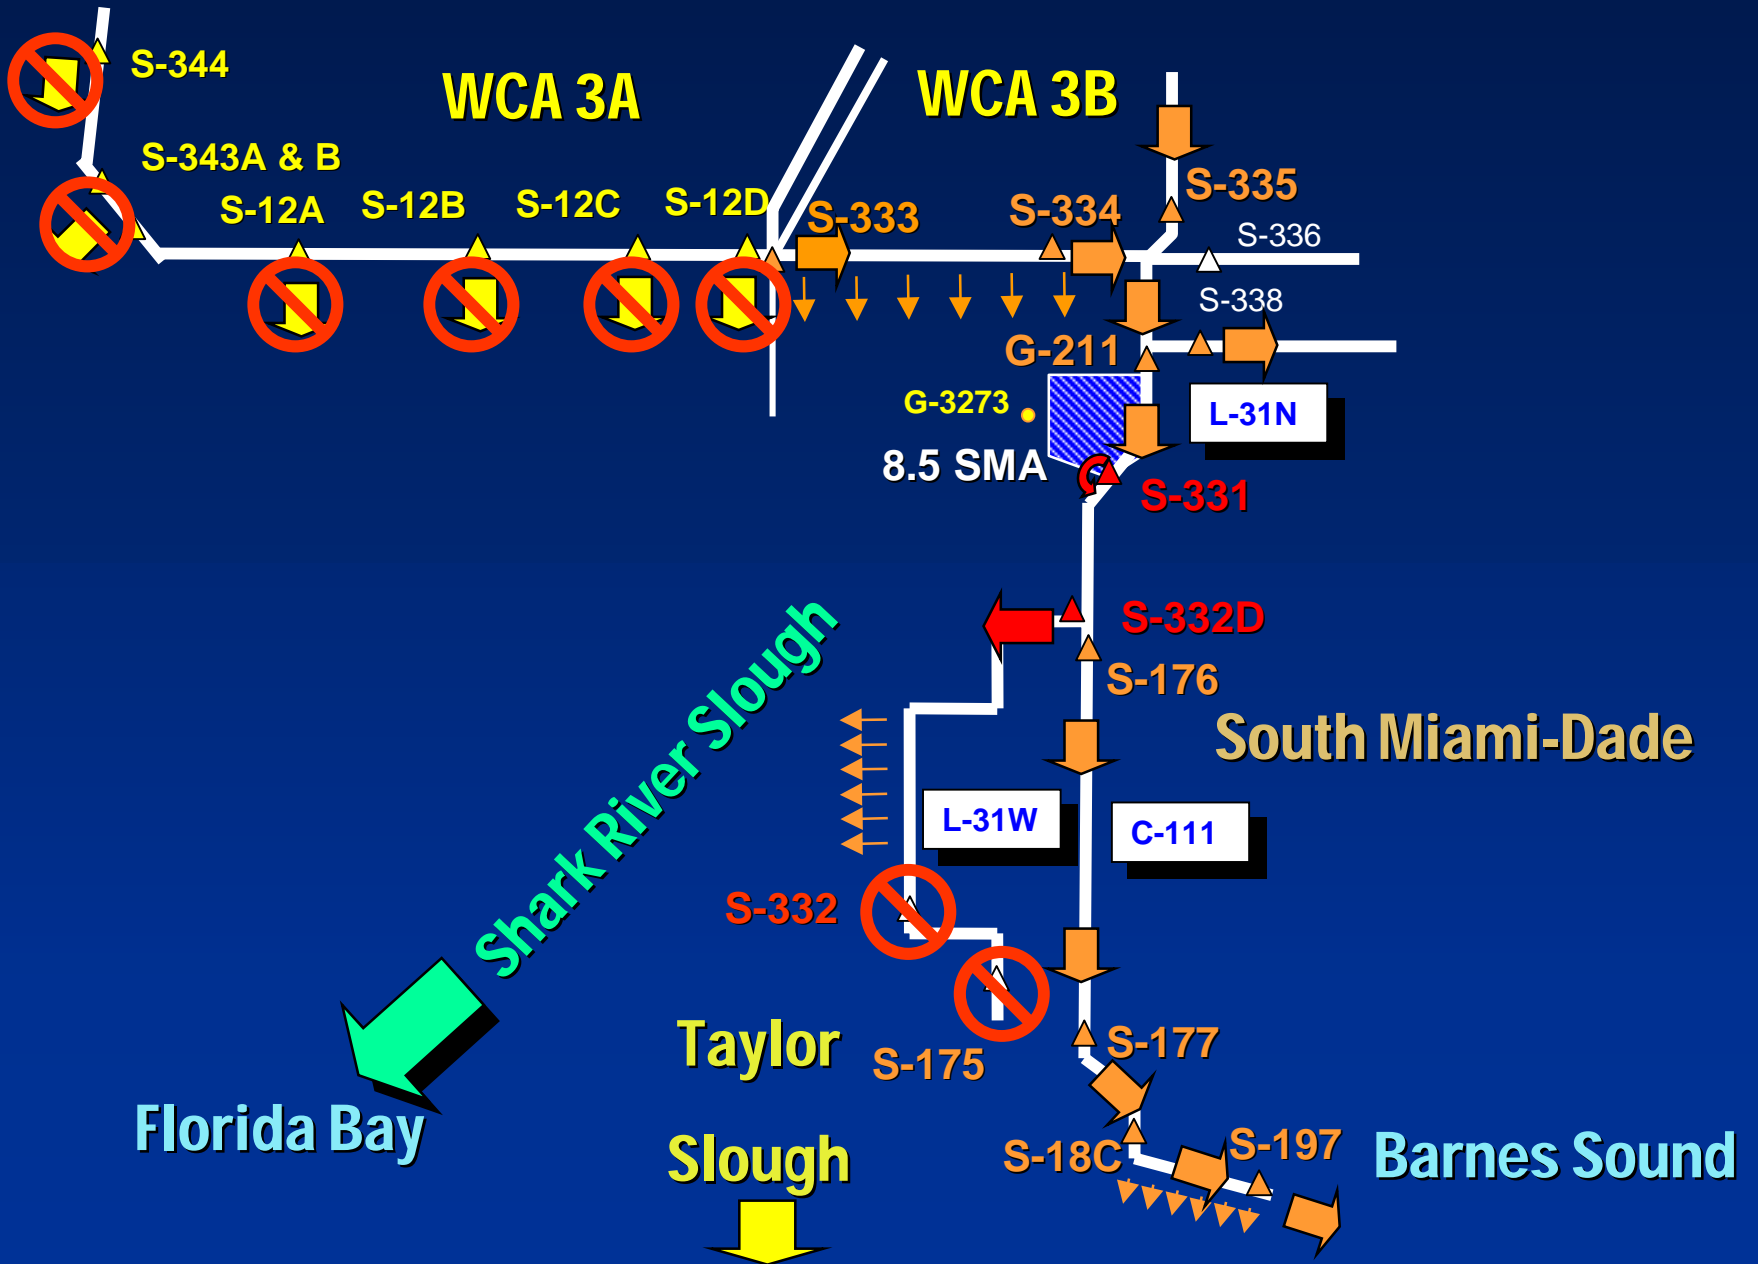 S-344
WCA 3A
WCA 3B
S-343A & B
S-12A
S-12B
S-12C
S-12D
S-333
S-334
S-335
S-336
S-338
G-211
G-3273
L-31N
8.5 SMA
S-331
S-332D
S-176
Shark River Slough
South Miami-Dade
L-31W
C-111
S-332
Taylor
S-175
S-177
Florida Bay
Slough
S-18C
S-197
Barnes Sound